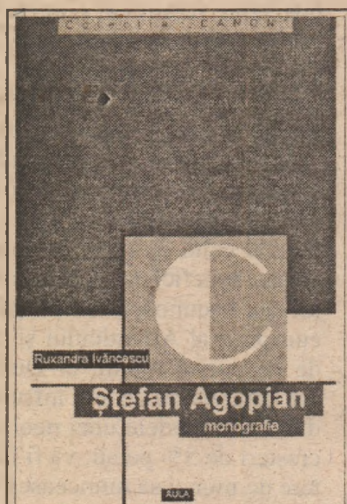 Colecția „CANON”
Ruxandra Ivăncescu
Ștefan Agopian
monografie
AULA